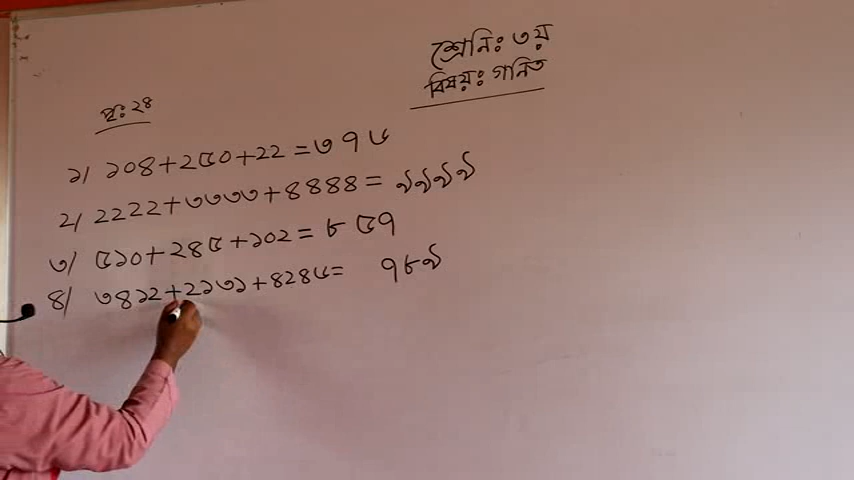 শ্রেনিঃ ৩য়
বিষয়ঃ গনিত
পৃঃ ২৪
১/ ১০৪+২৫০+২২=৩৭৬
২/ ২২২২+৩৩৩৩+৪৪৪৪=৯৯৯৯
৩/ ৫১০+২৪৫+১০২=৮৫৭
৪/ ৩৪১২+২১৩১+৪২৪৬= ৭৮৯